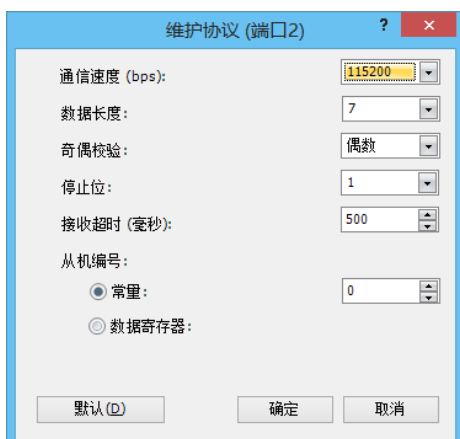 维护协议 (端口2) ? ×
通信速度 (bps): 115200
数据长度: 7
奇偶校验: 偶数
停止位: 1
接收超时 (毫秒): 500
从机编号:
常量: 0
数据寄存器:
默认(D) 确定 取消